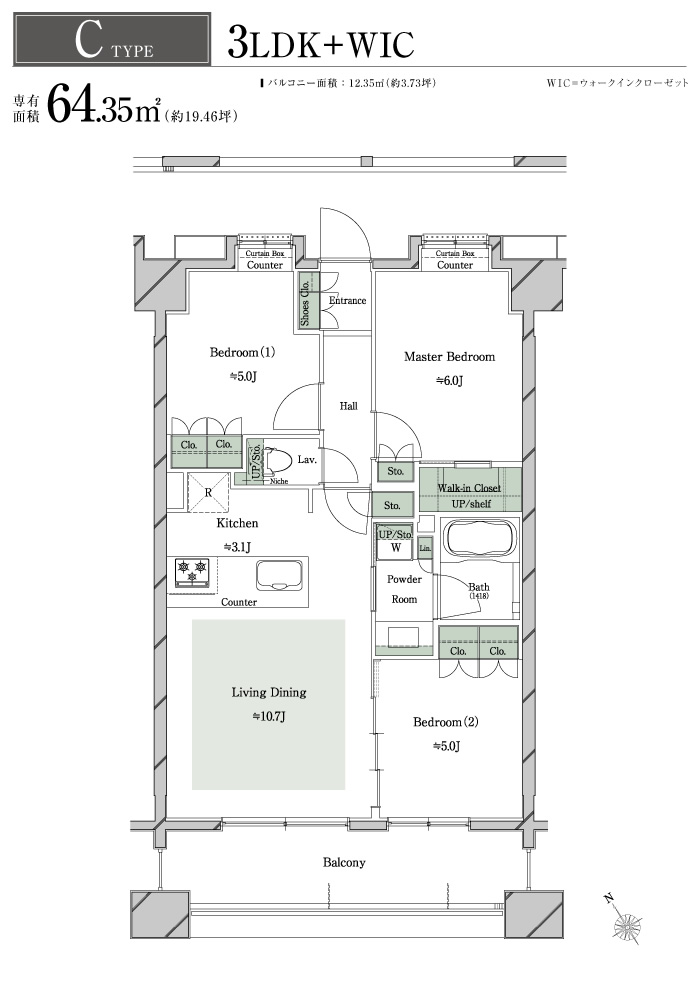 C TYPE
3LDK+WIC
バルコニー面積：12.35㎡(約3.73坪)
WIC=ウォークインクローゼット
専有面積 64.35㎡(約19.46坪)
Curtain Box
Counter
Curtain Box
Counter
Shoes Clo.
Entrance
Bedroom(1)
≒5.0J
Master Bedroom
≒6.0J
Hall
Clo.
Clo.
UP/Sto.
Lav.
Niche
Sto.
Walk-in Closet
UP/shelf
R
Sto.
Kitchen
≒3.1J
UP/Sto.
W
Lin.
Powder
Room
Bath
(1418)
Counter
Clo.
Clo.
Living Dining
≒10.7J
Bedroom(2)
≒5.0J
Balcony
N